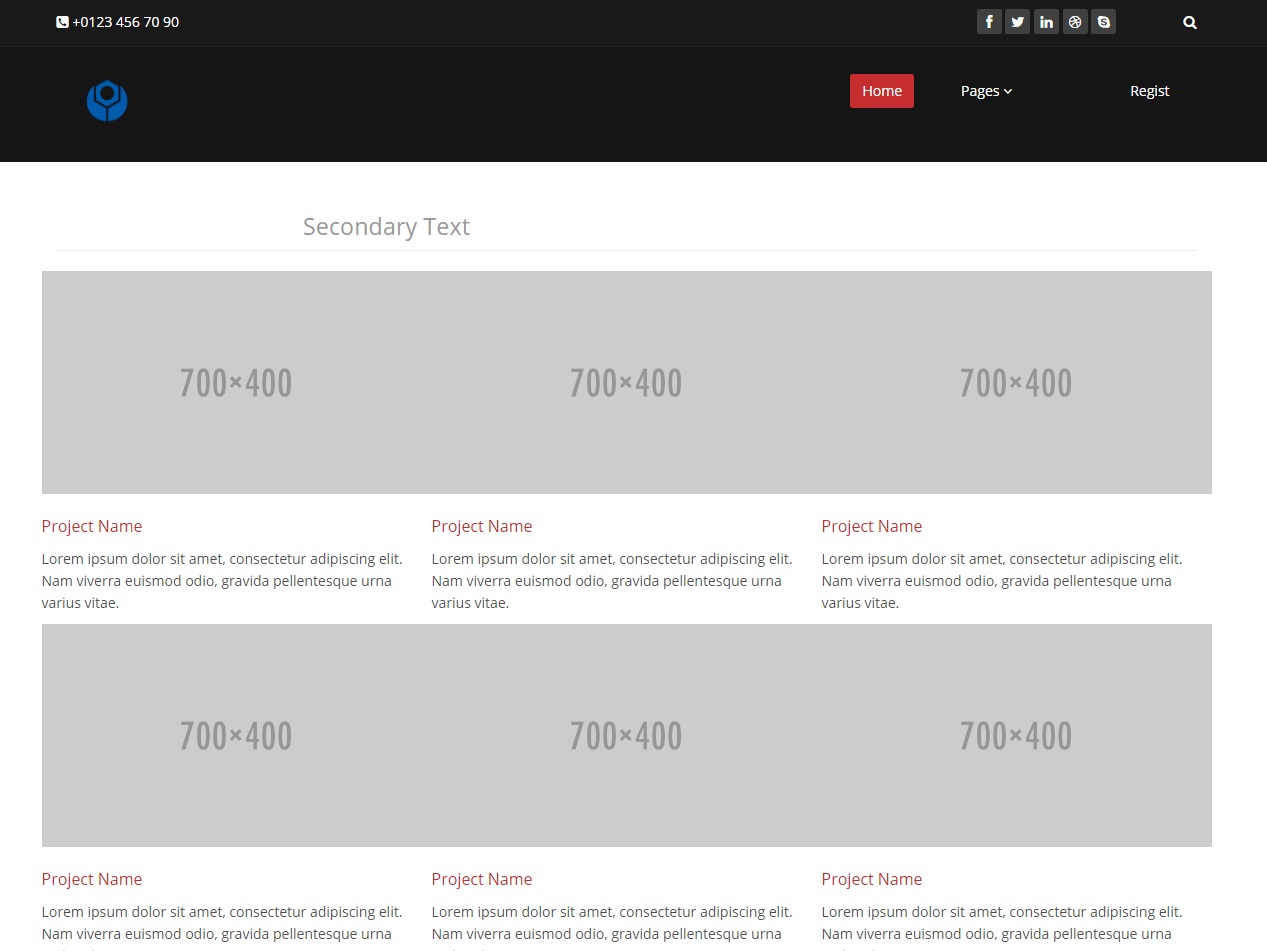 +0123 456 70 90
Home Pages Regist
Secondary Text
700×400 700×400 700×400
Project Name Project Name Project Name
Lorem ipsum dolor sit amet, consectetur adipiscing elit. Lorem ipsum dolor sit amet, consectetur adipiscing elit. Lorem ipsum dolor sit amet, consectetur adipiscing elit.
Nam viverra euismod odio, gravida pellentesque urna Nam viverra euismod odio, gravida pellentesque urna Nam viverra euismod odio, gravida pellentesque urna
varius vitae. varius vitae. varius vitae.
700×400 700×400 700×400
Project Name Project Name Project Name
Lorem ipsum dolor sit amet, consectetur adipiscing elit. Lorem ipsum dolor sit amet, consectetur adipiscing elit. Lorem ipsum dolor sit amet, consectetur adipiscing elit.
Nam viverra euismod odio, gravida pellentesque urna Nam viverra euismod odio, gravida pellentesque urna Nam viverra euismod odio, gravida pellentesque urna